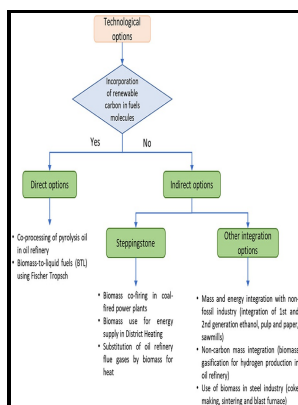 Technological
options
Incorporation
of renewable
carbon in fuels
molecules
Yes
No
Direct options
Indirect options
• Co-processing of pyrolysis oil
in oil refinery
• Biomass-to-liquid fuels (BTL)
using Fischer Tropsch
Steppingstone
Other integration
options
• Biomass co-firing in coal-
fired power plants
• Biomass use for energy
supply in District Heating
• Substitution of oil refinery
flue gases by biomass for
heat
• Mass and energy integration with non-
fossil industry (integration of 1st and
2nd generation ethanol, pulp and paper,
sawmills)
• Non-carbon mass integration (biomass
gasification for hydrogen production in
oil refinery)
• Use of biomass in steel industry (coke
making, sintering and blast furnace)